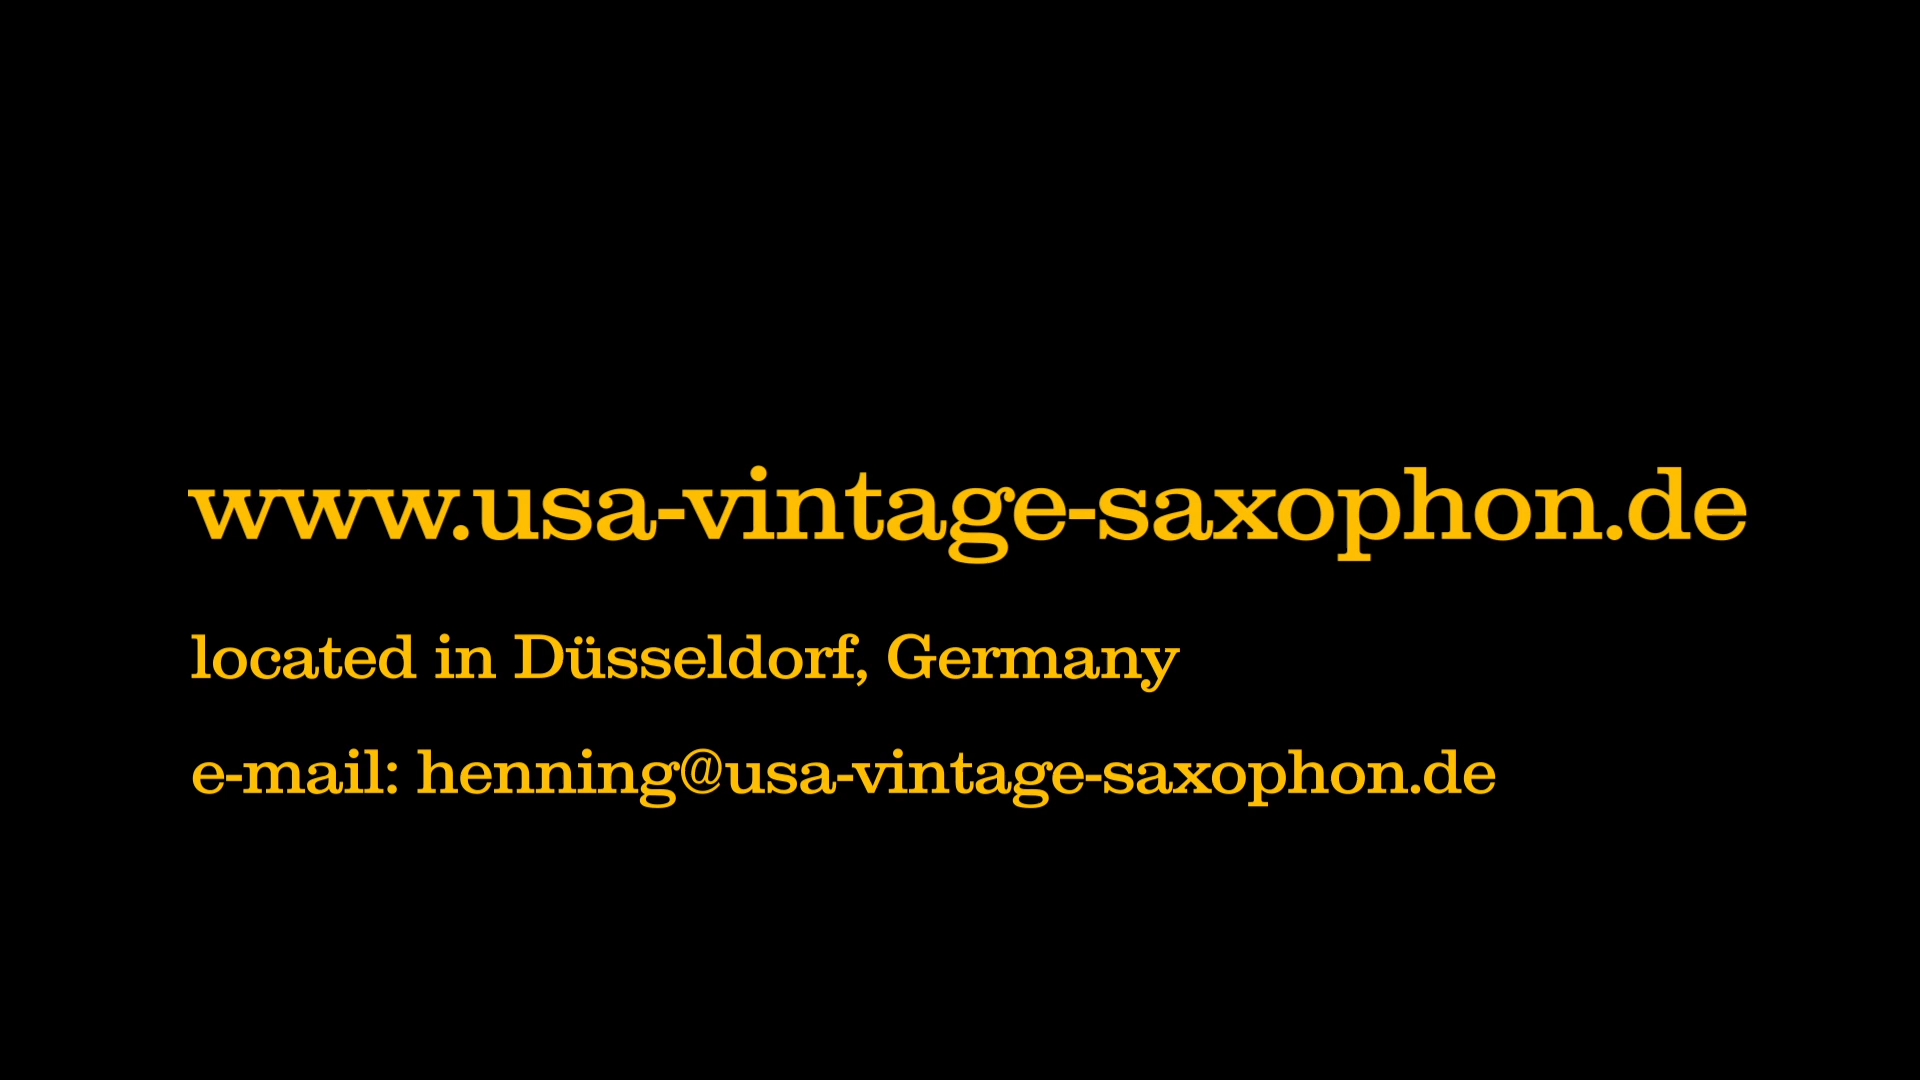 www.usa-vintage-saxophon.de
located in Düsseldorf, Germany
e-mail: henning@usa-vintage-saxophon.de